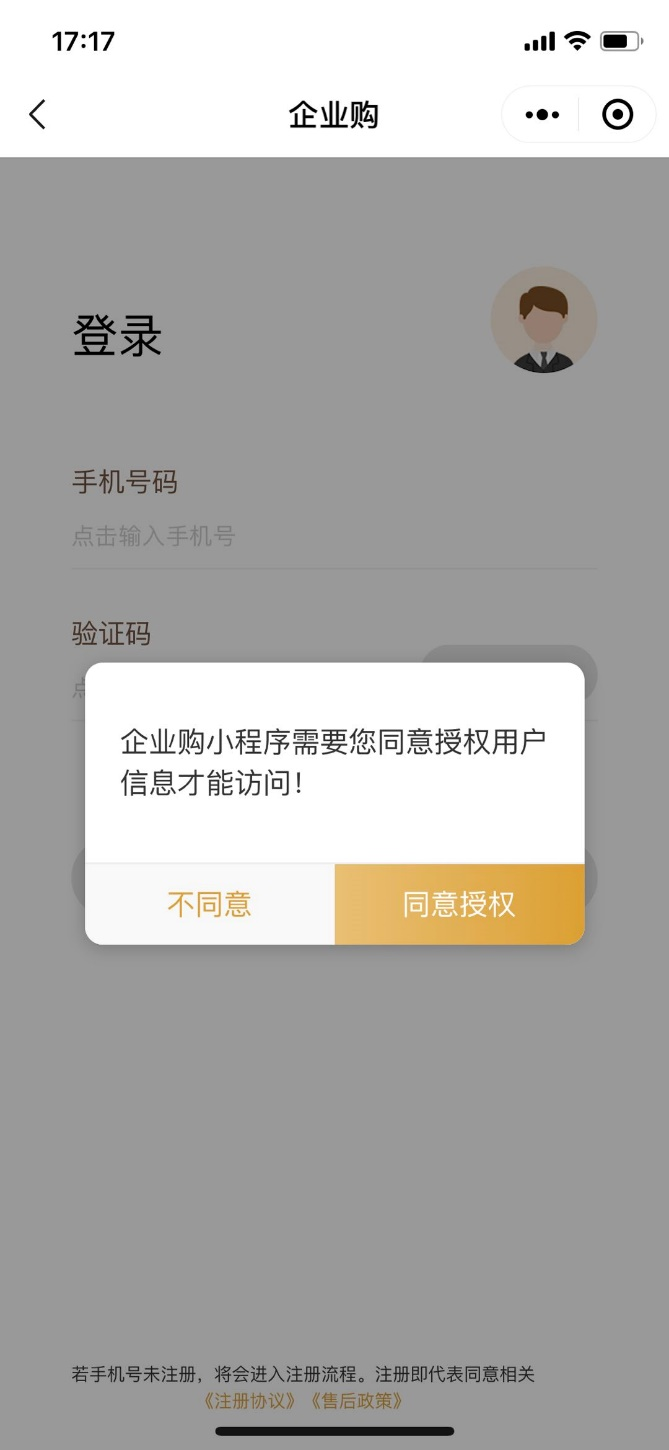 17:17
企业购
登录
手机号码
点击输入手机号
验证码
企业购小程序需要您同意授权用户
信息才能访问！
不同意
同意授权
若手机号未注册，将会进入注册流程。注册即代表同意相关
《注册协议》《售后政策》